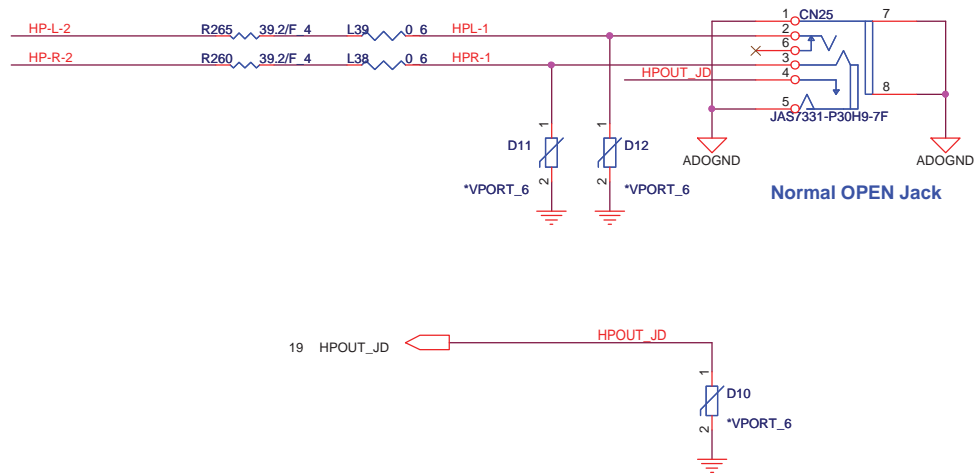 HP-L-2 R265 39.2/F_4 L39 0_6 HPL-1
HP-R-2 R260 39.2/F_4 L38 0_6 HPR-1
HPOUT_JD
1 CN25 7
2
6
3
4
5 8
JAS7331-P30H9-7F
ADOGND ADOGND
Normal OPEN Jack
1 1
D11 D12
2 2
*VPORT_6 *VPORT_6
19 HPOUT_JD HPOUT_JD
1
D10
2
*VPORT_6